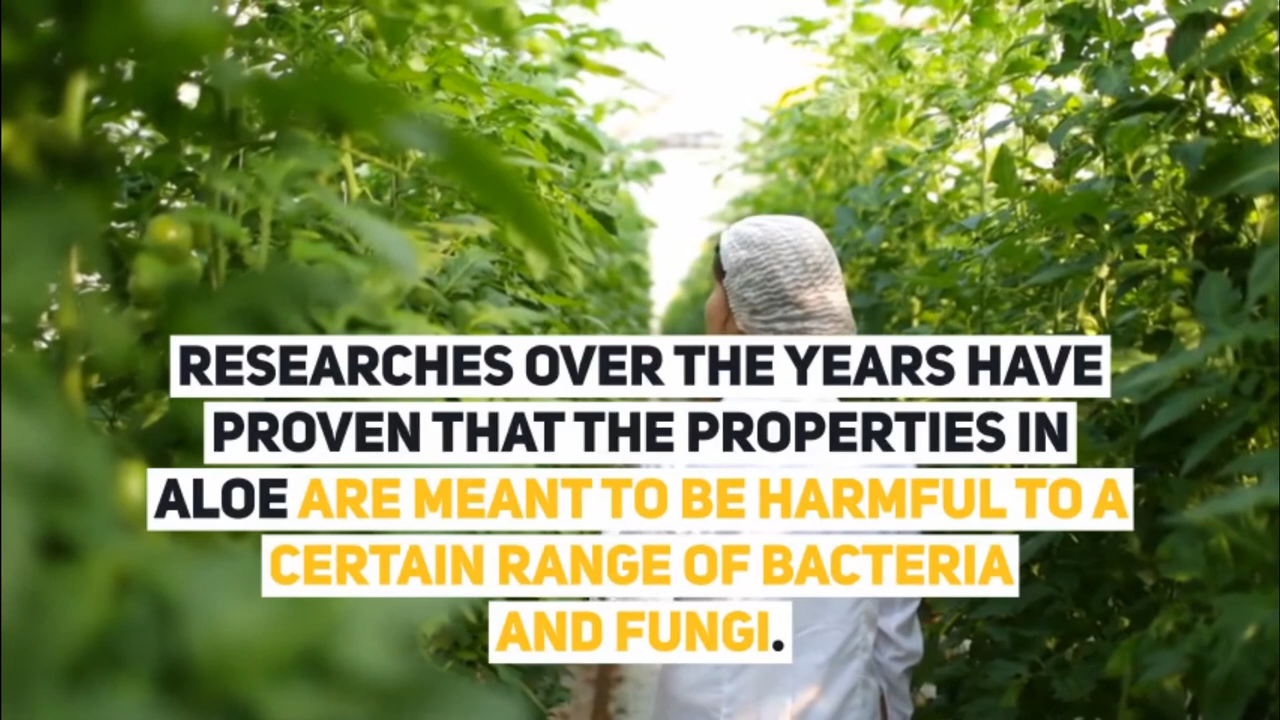 RESEARCHES OVER THE YEARS HAVE
PROVEN THAT THE PROPERTIES IN
ALOE ARE MEANT TO BE HARMFUL TO A
CERTAIN RANGE OF BACTERIA
AND FUNGI.